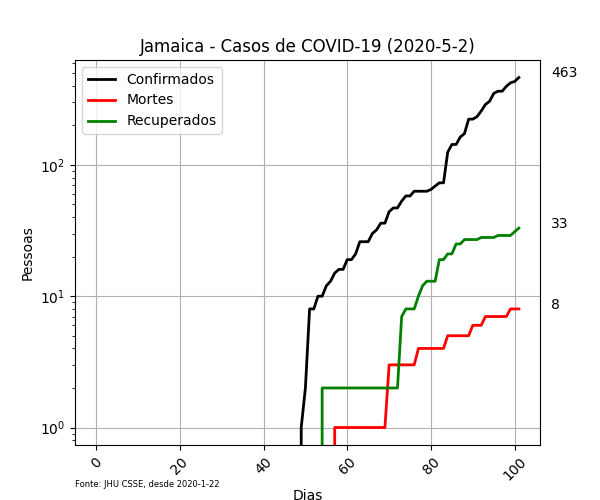 Jamaica - Casos de COVID-19 (2020-5-2)
Confirmados
Mortes
Recuperados
463
33
8
10²
10¹
10⁰
Pessoas
0 20 40 60 80 100
Fonte: JHU CSSE, desde 2020-1-22
Dias